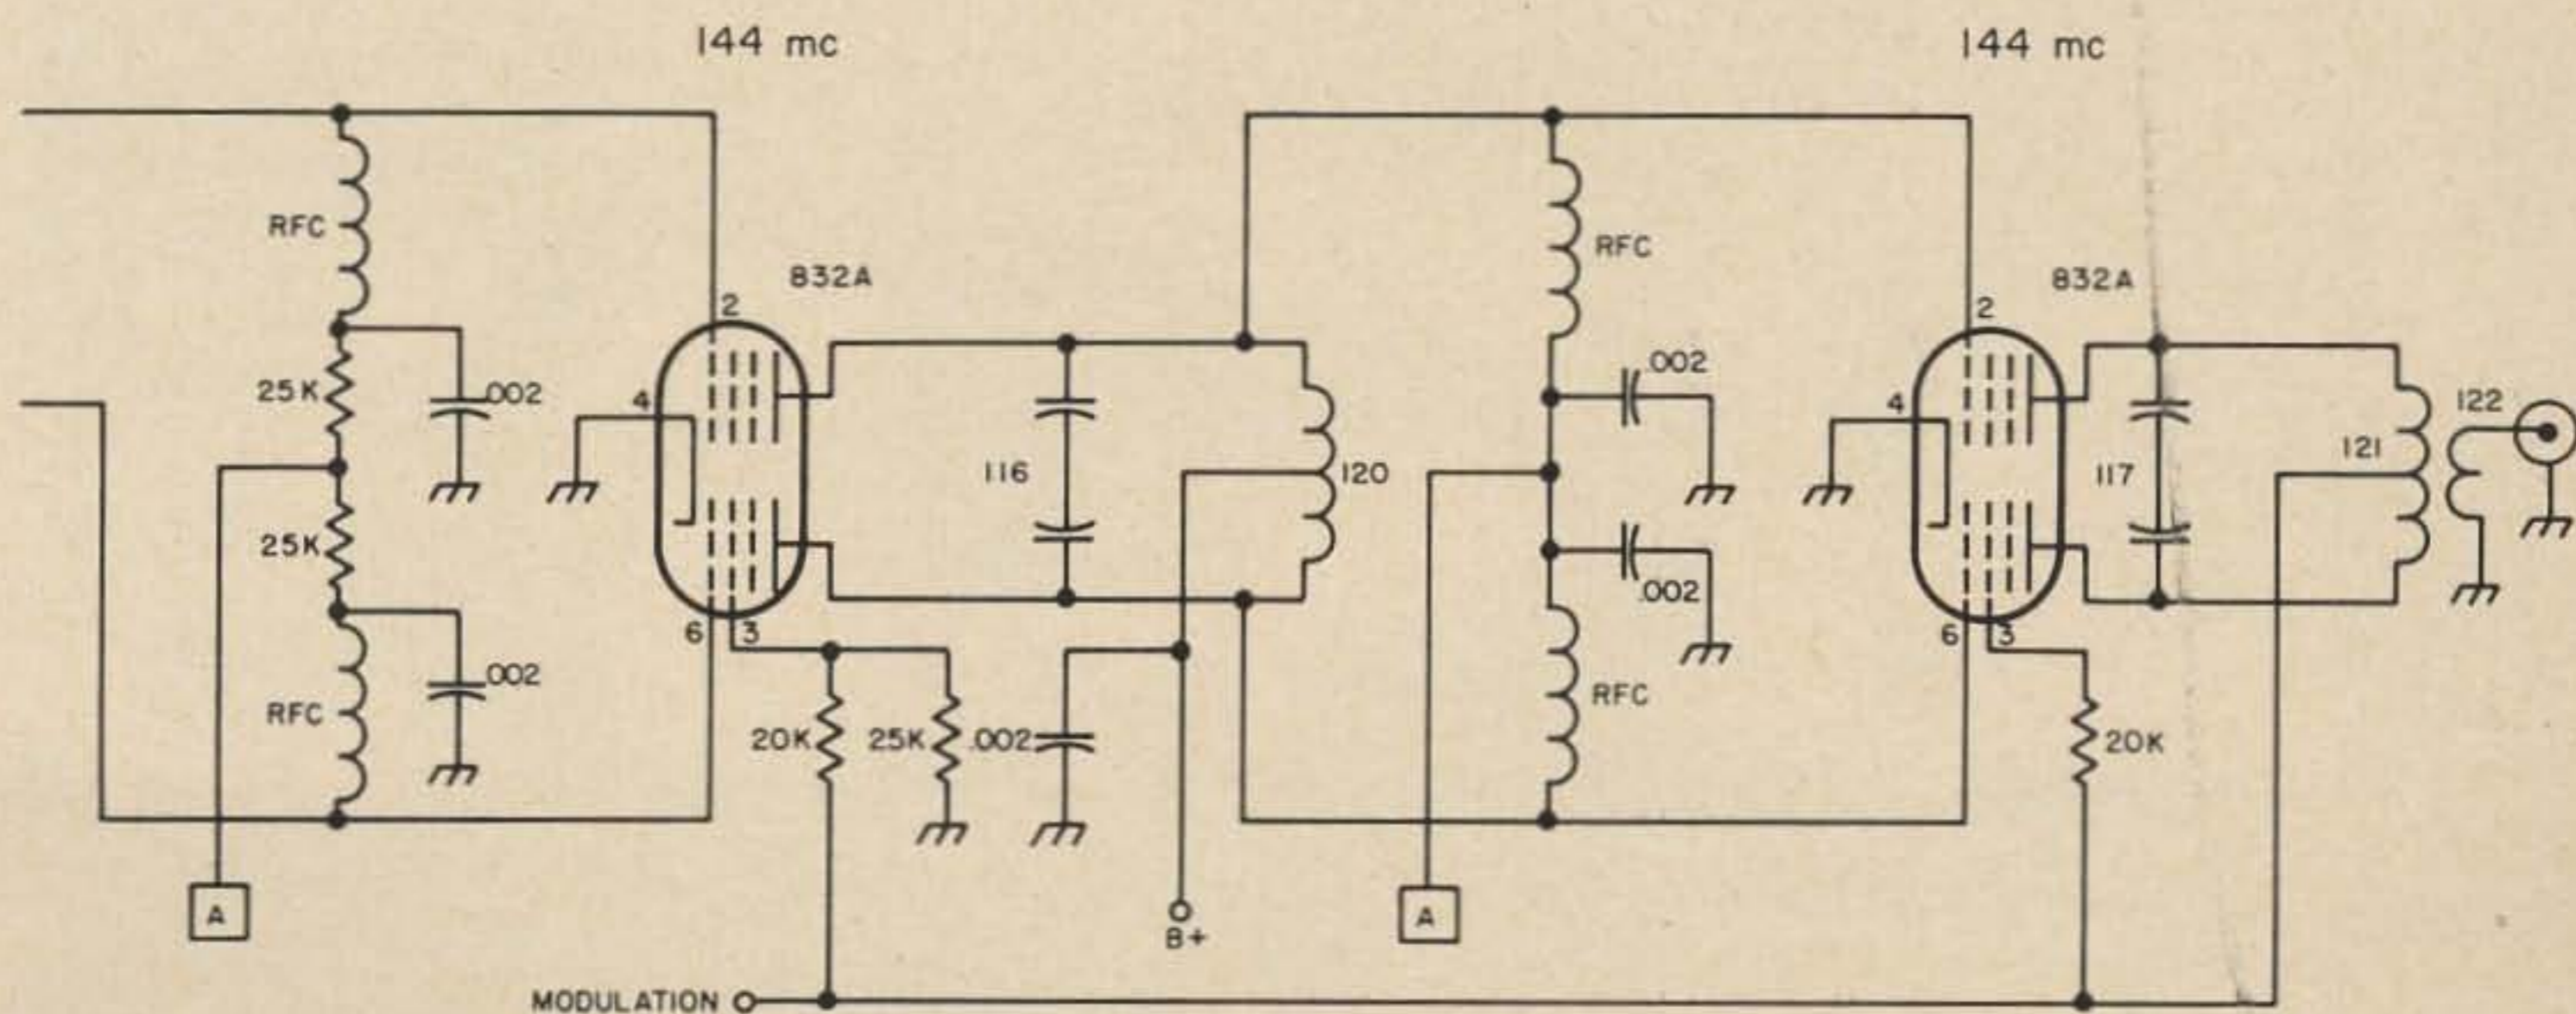 144 mc
144 mc
RFC
RFC
832A
832A
2
2
25K
.002
4
.002
4
122
116
120
117
121
25K
.002
6
3
6
3
.002
RFC
RFC
20K
25K
.002
20K
A
A
B+
MODULATION